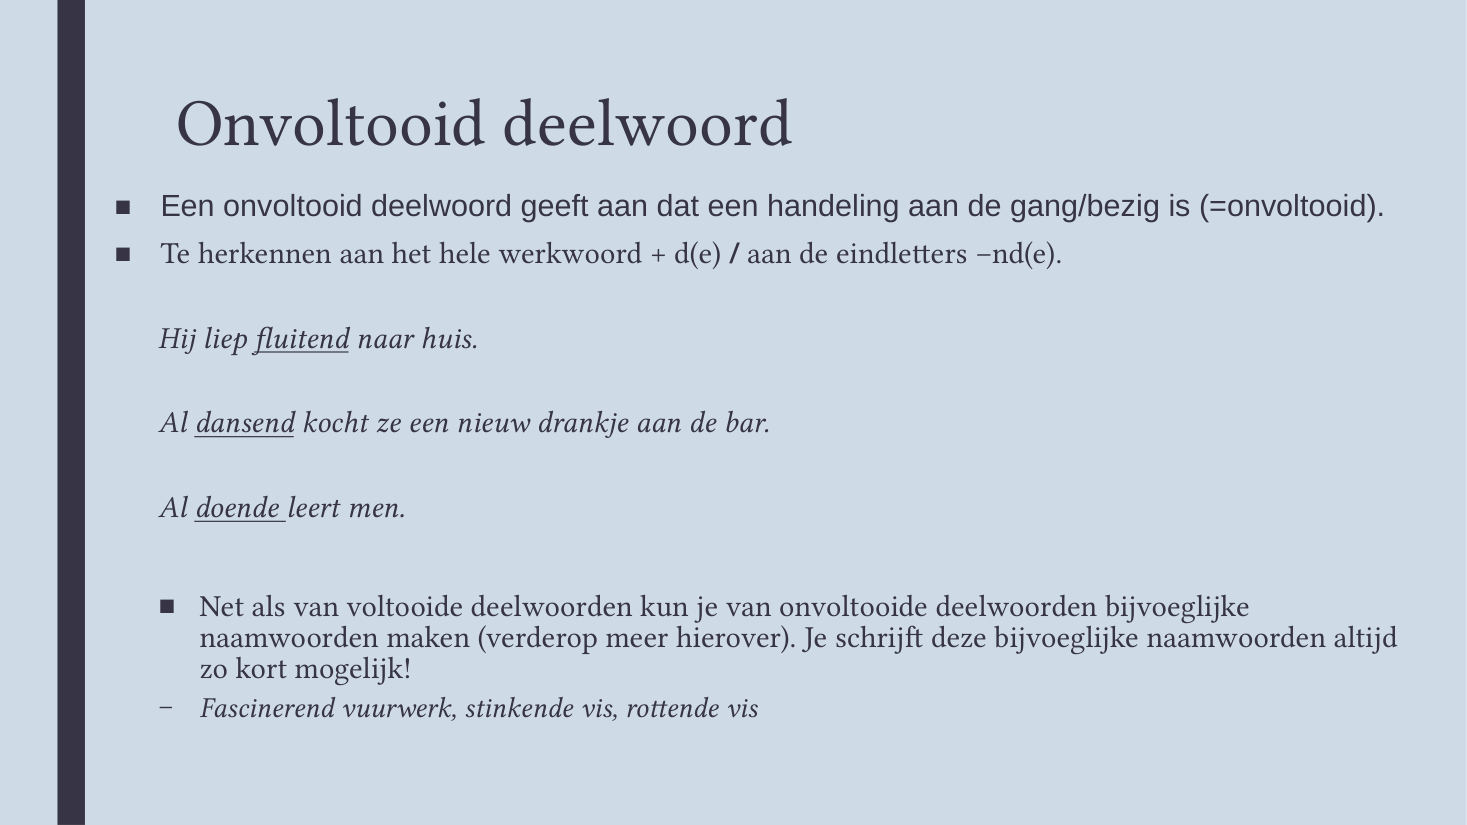 Onvoltooid deelwoord
▪ Een onvoltooid deelwoord geeft aan dat een handeling aan de gang/bezig is (=onvoltooid).
▪ Te herkennen aan het hele werkwoord + d(e) / aan de eindletters –nd(e).
Hij liep fluitend naar huis.
Al dansend kocht ze een nieuw drankje aan de bar.
Al doende leert men.
▪ Net als van voltooide deelwoorden kun je van onvoltooide deelwoorden bijvoeglijke
naamwoorden maken (verderop meer hierover). Je schrijft deze bijvoeglijke naamwoorden altijd
zo kort mogelijk!
– Fascinerend vuurwerk, stinkende vis, rottende vis